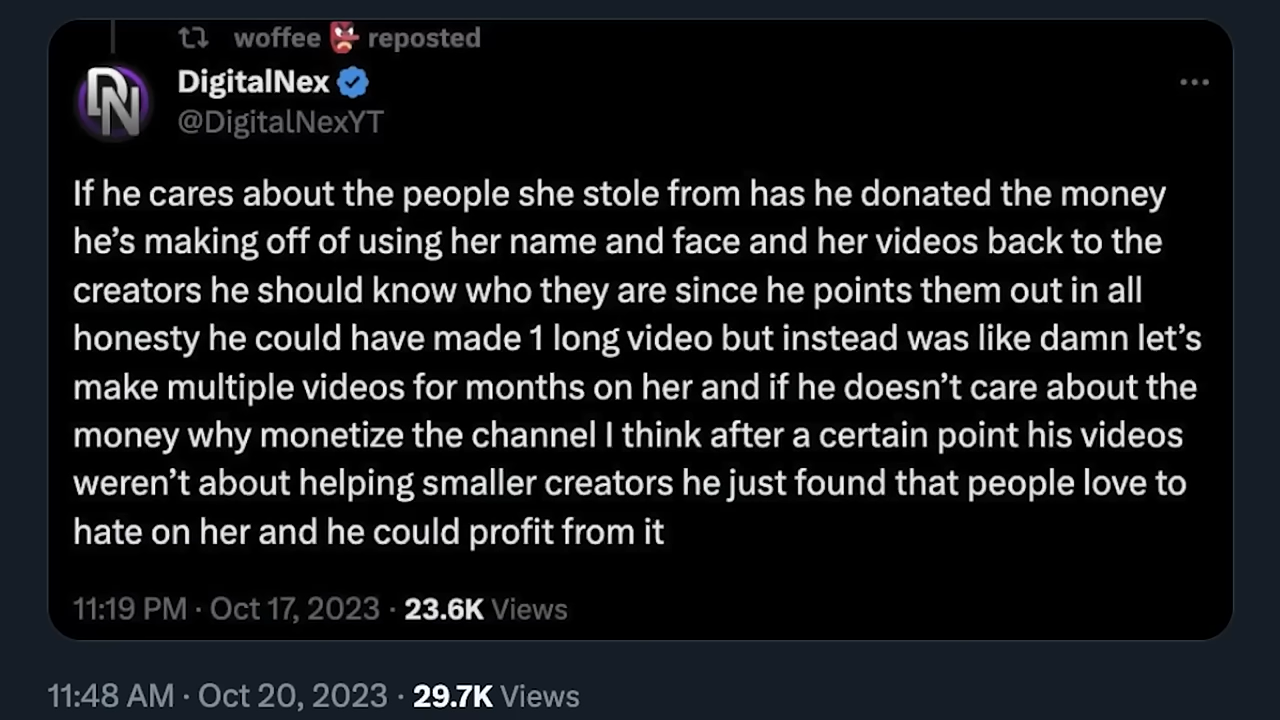 woffee 👺 reposted
DN
DigitalNex
@DigitalNexYT
If he cares about the people she stole from has he donated the money
he’s making off of using her name and face and her videos back to the
creators he should know who they are since he points them out in all
honesty he could have made 1 long video but instead was like damn let’s
make multiple videos for months on her and if he doesn’t care about the
money why monetize the channel I think after a certain point his videos
weren’t about helping smaller creators he just found that people love to
hate on her and he could profit from it
11:19 PM · Oct 17, 2023 · 23.6K Views
11:48 AM · Oct 20, 2023 · 29.7K Views